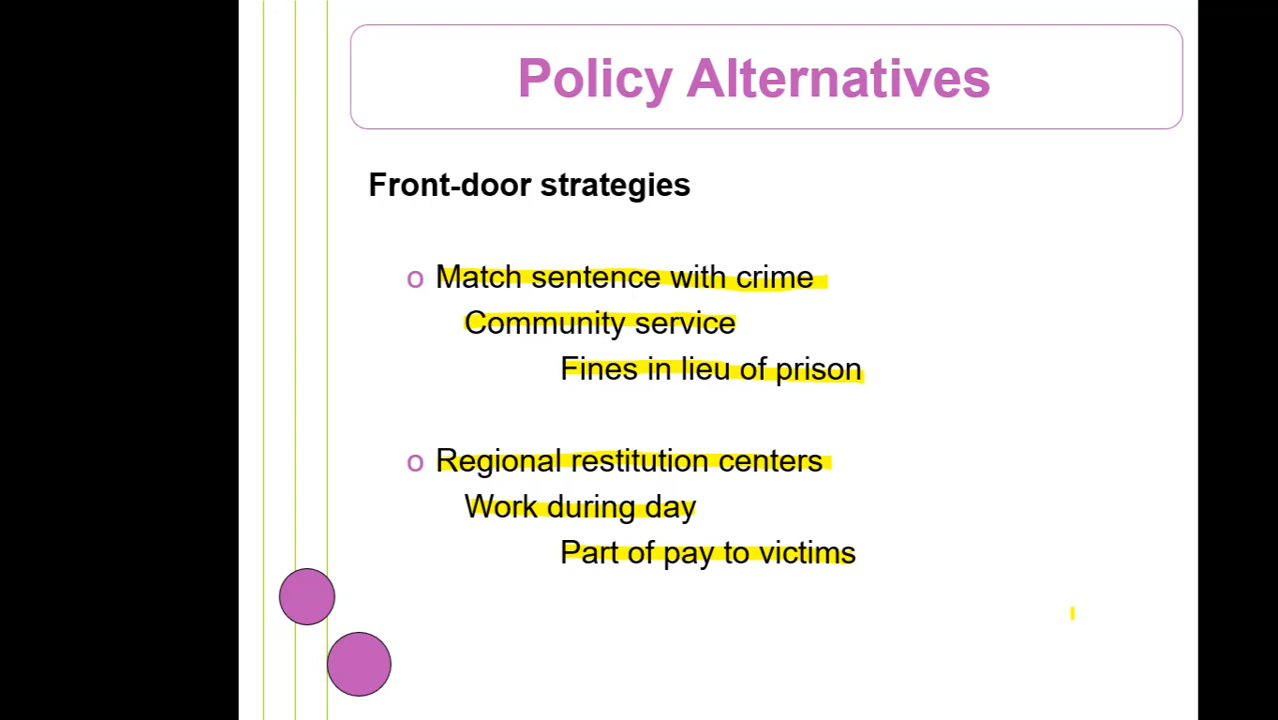 Policy Alternatives
Front-door strategies
o Match sentence with crime
Community service
Fines in lieu of prison
o Regional restitution centers
Work during day
Part of pay to victims